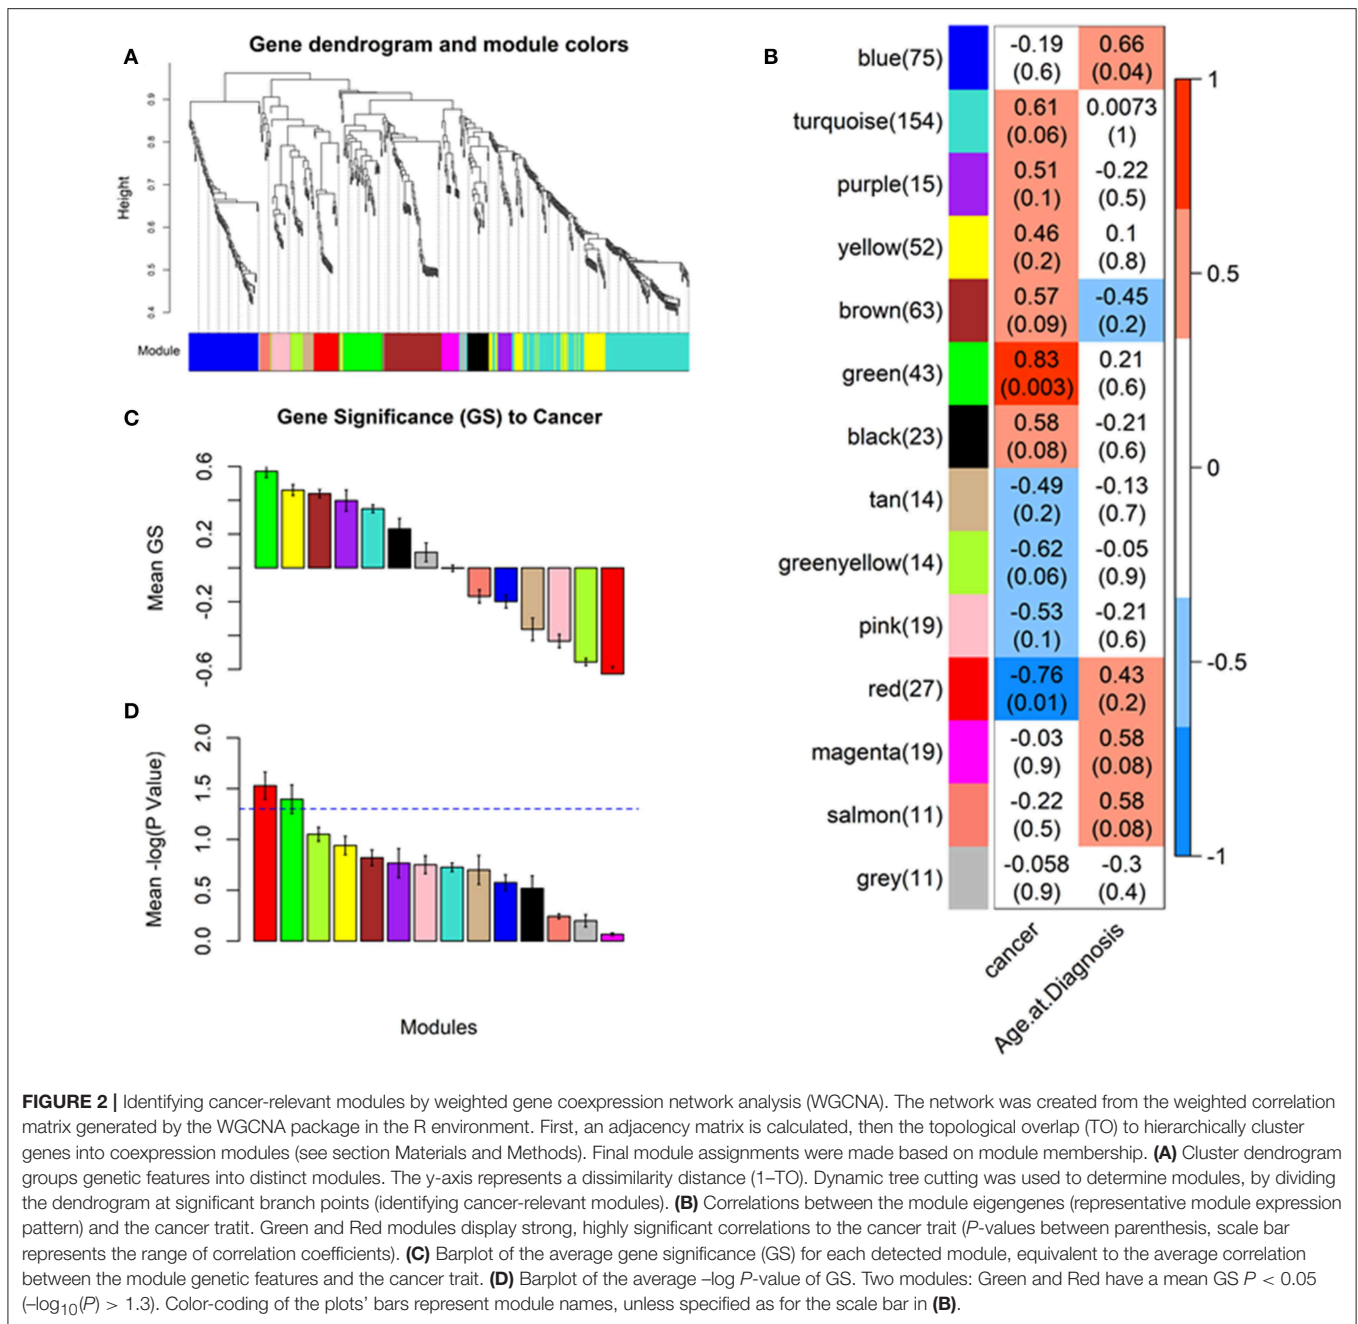 A
Gene dendrogram and module colors
Height
0.9
0.8
0.7
0.6
0.5
0.4
Module
B
blue(75)
-0.19
(0.6)
0.66
(0.04)
turquoise(154)
0.61
(0.06)
0.0073
(1)
purple(15)
0.51
(0.1)
-0.22
(0.5)
yellow(52)
0.46
(0.2)
0.1
(0.8)
brown(63)
0.57
(0.09)
-0.45
(0.2)
green(43)
0.83
(0.003)
0.21
(0.6)
black(23)
0.58
(0.08)
-0.21
(0.6)
tan(14)
-0.49
(0.2)
-0.13
(0.7)
greenyellow(14)
-0.62
(0.06)
-0.05
(0.9)
pink(19)
-0.53
(0.1)
-0.21
(0.6)
red(27)
-0.76
(0.01)
0.43
(0.2)
magenta(19)
-0.03
(0.9)
0.58
(0.08)
salmon(11)
-0.22
(0.5)
0.58
(0.08)
grey(11)
-0.058
(0.9)
-0.3
(0.4)
cancer
Age.at.Diagnosis
1
0.5
0
-0.5
-1
C
Gene Significance (GS) to Cancer
Mean GS
0.6
0.2
-0.2
-0.6
D
Mean -log(P Value)
2.0
1.5
1.0
0.5
0.0
Modules
FIGURE 2 | Identifying cancer-relevant modules by weighted gene coexpression network analysis (WGCNA). The network was created from the weighted correlation
matrix generated by the WGCNA package in the R environment. First, an adjacency matrix is calculated, then the topological overlap (TO) to hierarchically cluster
genes into coexpression modules (see section Materials and Methods). Final module assignments were made based on module membership. (A) Cluster dendrogram
groups genetic features into distinct modules. The y-axis represents a dissimilarity distance (1–TO). Dynamic tree cutting was used to determine modules, by dividing
the dendrogram at significant branch points (identifying cancer-relevant modules). (B) Correlations between the module eigengenes (representative module expression
pattern) and the cancer tratit. Green and Red modules display strong, highly significant correlations to the cancer trait (P-values between parenthesis, scale bar
represents the range of correlation coefficients). (C) Barplot of the average gene significance (GS) for each detected module, equivalent to the average correlation
between the module genetic features and the cancer trait. (D) Barplot of the average –log P-value of GS. Two modules: Green and Red have a mean GS P < 0.05
(–log10(P) > 1.3). Color-coding of the plots' bars represent module names, unless specified as for the scale bar in (B).